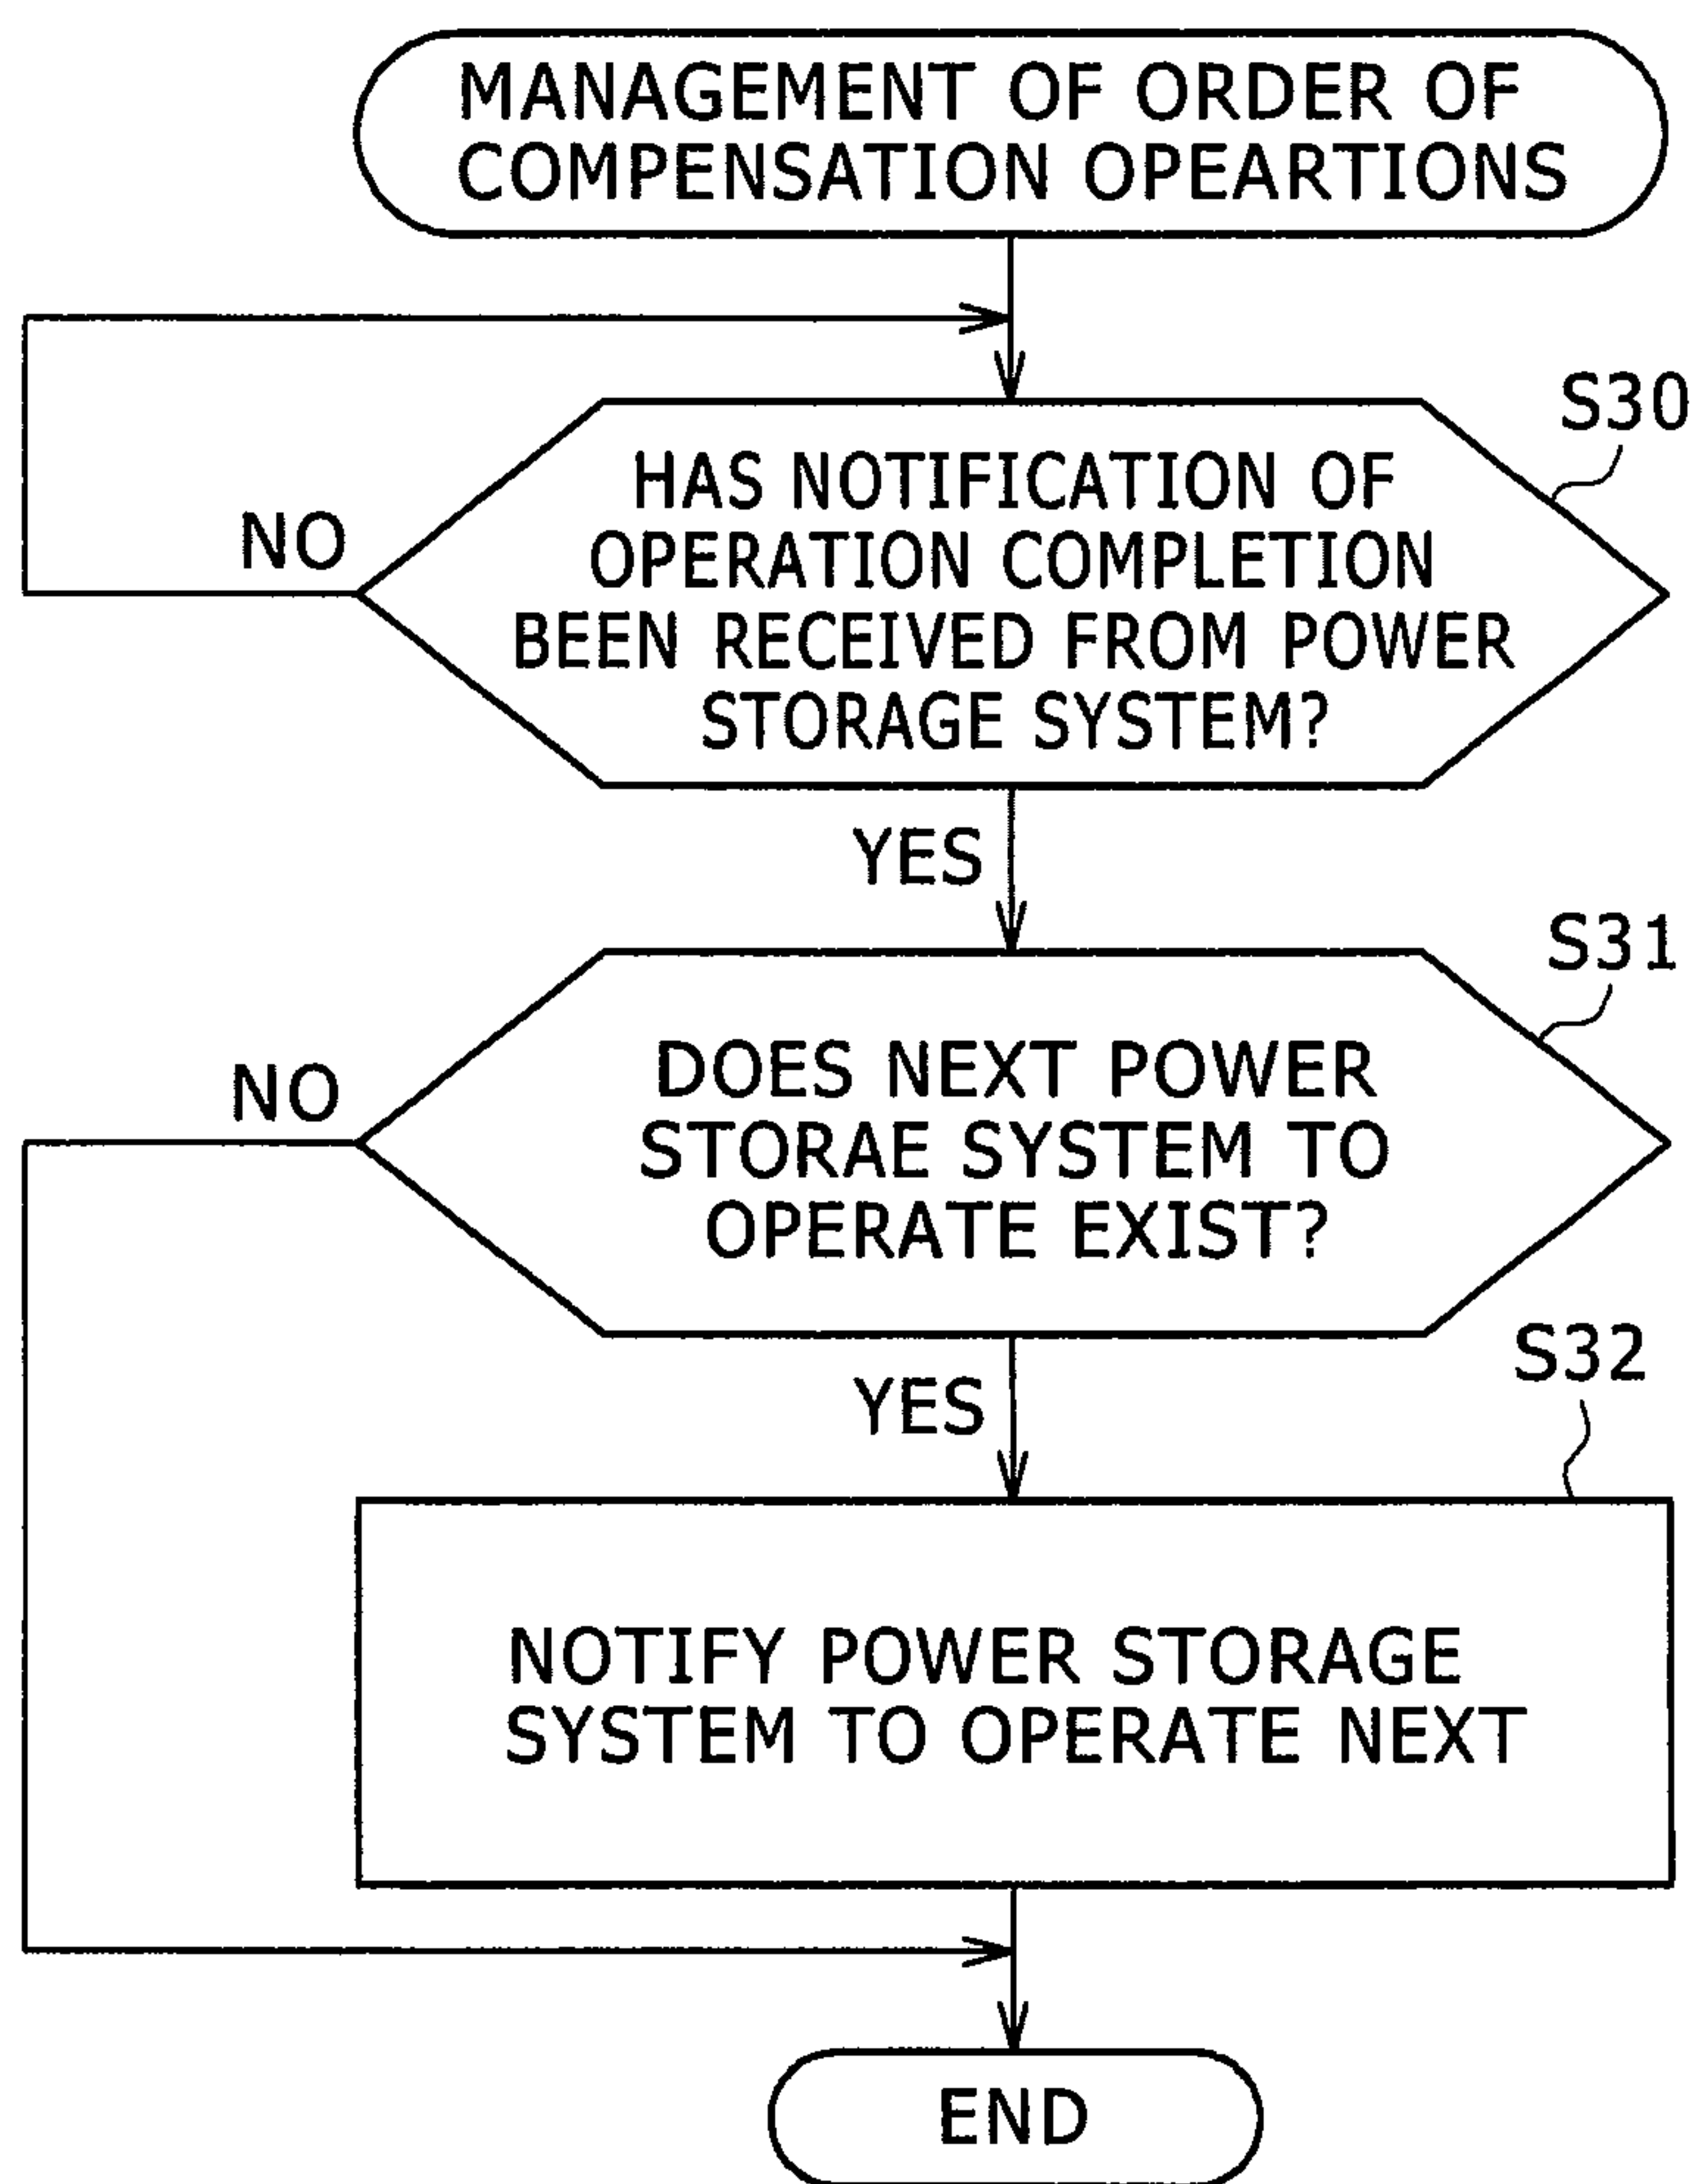 MANAGEMENT OF ORDER OF
COMPENSATION OPEARTIONS
S30
HAS NOTIFICATION OF
OPERATION COMPLETION
BEEN RECEIVED FROM POWER
STORAGE SYSTEM?
NO
YES
S31
DOES NEXT POWER
STORAE SYSTEM TO
OPERATE EXIST?
NO
YES
S32
NOTIFY POWER STORAGE
SYSTEM TO OPERATE NEXT
END